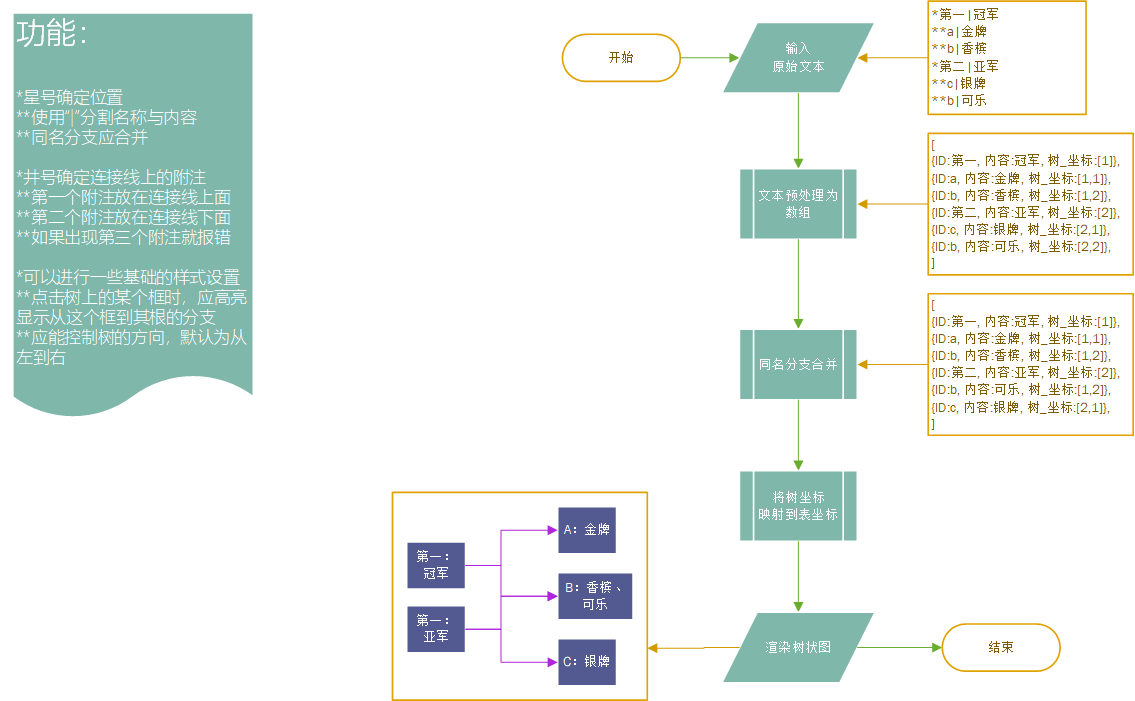 功能：
*星号确定位置
**使用“|”分割名称与内容
**同名分支应合并
*井号确定连接线上的附注
**第一个附注放在连接线上面
**第二个附注放在连接线下面
**如果出现第三个附注就报错
*可以进行一些基础的样式设置
**点击树上的某个框时，应高亮
显示从这个框到其根的分支
**应能控制树的方向，默认为从
左到右
开始
输入
原始文本
*第一|冠军
**a|金牌
**b|香槟
*第二|亚军
**c|银牌
**b|可乐
文本预处理为
数组
[
{ID:第一, 内容:冠军, 树_坐标:[1]},
{ID:a, 内容:金牌, 树_坐标:[1,1]},
{ID:b, 内容:香槟, 树_坐标:[1,2]},
{ID:第二, 内容:亚军, 树_坐标:[2]},
{ID:c, 内容:银牌, 树_坐标:[2,1]},
{ID:b, 内容:可乐, 树_坐标:[2,2]},
]
同名分支合并
[
{ID:第一, 内容:冠军, 树_坐标:[1]},
{ID:a, 内容:金牌, 树_坐标:[1,1]},
{ID:b, 内容:香槟, 树_坐标:[1,2]},
{ID:第二, 内容:亚军, 树_坐标:[2]},
{ID:b, 内容:可乐, 树_坐标:[1,2]},
{ID:c, 内容:银牌, 树_坐标:[2,1]},
]
将树坐标
映射到表坐标
渲染树状图
结束
第一：
冠军
第一：
亚军
A：金牌
B：香槟、
可乐
C：银牌